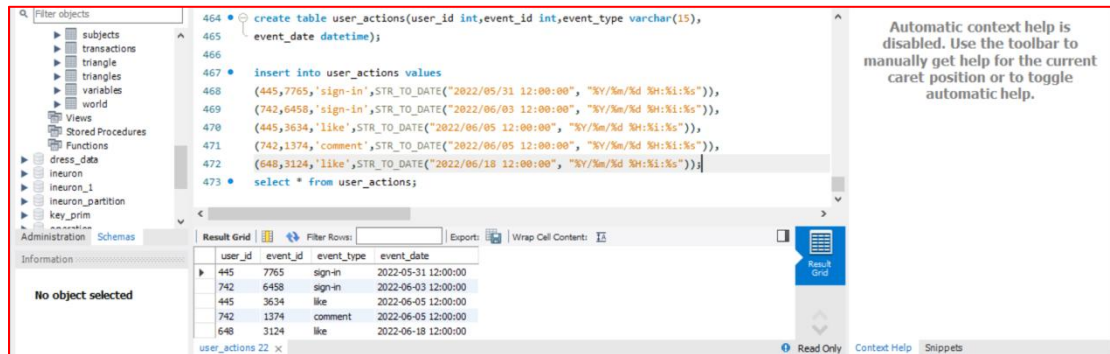 Filter objects
subjects
transactions
triangle
triangles
variables
world
Views
Stored Procedures
Functions
dress_data
ineuron
ineuron_1
ineuron_partition
key_prim
Administration Schemas
Information
No object selected
464 create table user_actions(user_id int,event_id int,event_type varchar(15),
465 event_date datetime);
466
467 insert into user_actions values
468 (445,7765,'sign-in',STR_TO_DATE("2022/05/31 12:00:00", "%Y/%m/%d %H:%i:%s")),
469 (742,6458,'sign-in',STR_TO_DATE("2022/06/03 12:00:00", "%Y/%m/%d %H:%i:%s")),
470 (445,3634,'like',STR_TO_DATE("2022/06/05 12:00:00", "%Y/%m/%d %H:%i:%s")),
471 (742,1374,'comment',STR_TO_DATE("2022/06/05 12:00:00", "%Y/%m/%d %H:%i:%s")),
472 (648,3124,'like',STR_TO_DATE("2022/06/18 12:00:00", "%Y/%m/%d %H:%i:%s"));
473 select * from user_actions;
Result Grid Filter Rows: Export: Wrap Cell Content: IA
user_id event_id event_type event_date
445 7765 sign-in 2022-05-31 12:00:00
742 6458 sign-in 2022-06-03 12:00:00
445 3634 like 2022-06-05 12:00:00
742 1374 comment 2022-06-05 12:00:00
648 3124 like 2022-06-18 12:00:00
Result
Grid
user_actions 22 Read Only
Automatic context help is
disabled. Use the toolbar to
manually get help for the current
caret position or to toggle
automatic help.
Context Help Snippets